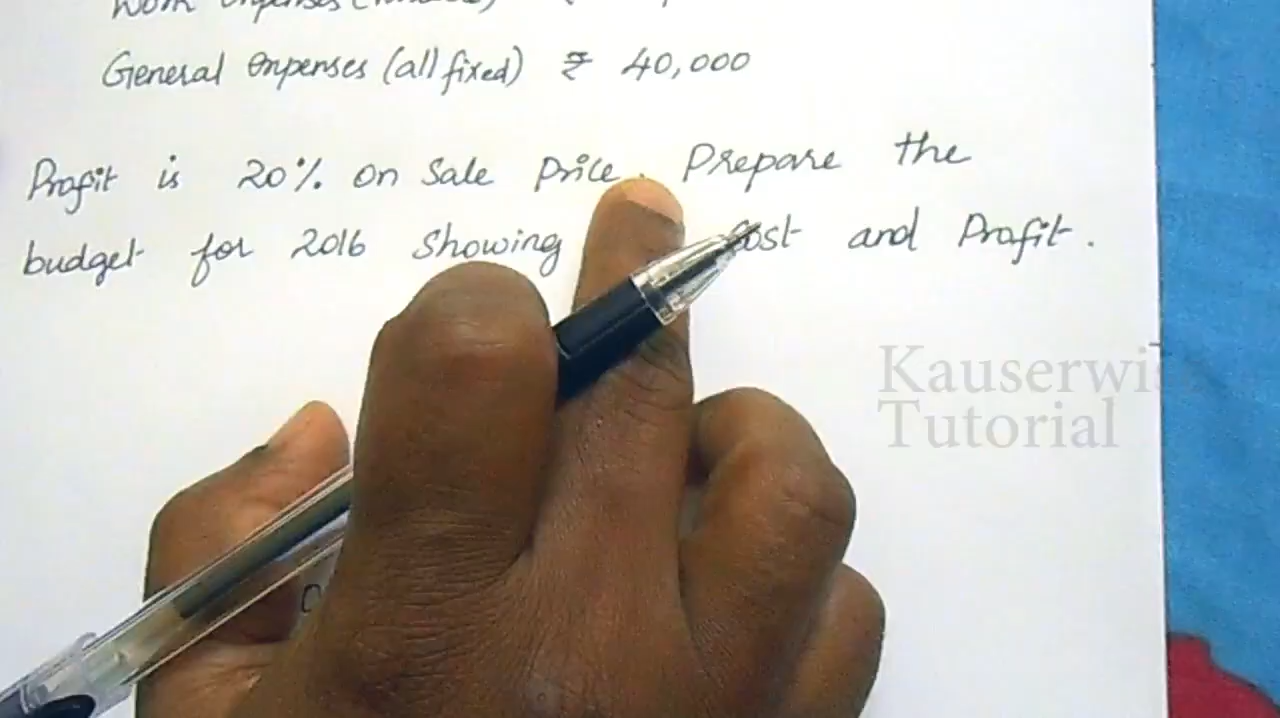 General expenses (all fixed) ₹ 40,000
Profit is 20% on Sale price. Prepare the
budget for 2016 Showing Cost and Profit.
Kauserwi
Tutorial